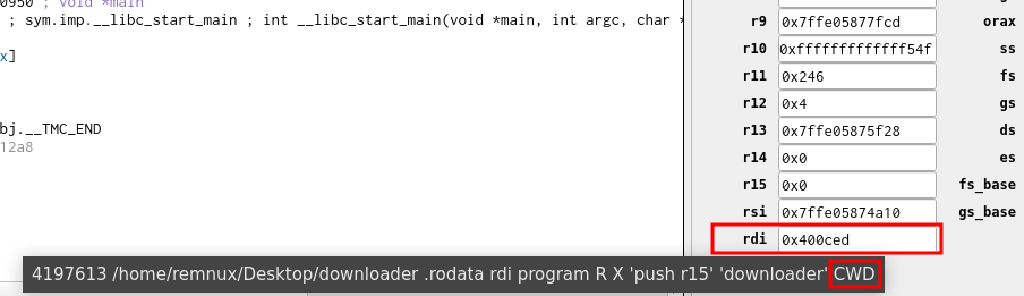 0950 ; void *main
; sym.imp.__libc_start_main ; int __libc_start_main(void *main, int argc, char *
x]
bj.__TMC_END
12a8
r9 0x7ffe05877fcd orax
r10 0xfffffffffffff54f ss
r11 0x246 fs
r12 0x4 gs
r13 0x7ffe05875f28 ds
r14 0x0 es
r15 0x0 fs_base
rsi 0x7ffe05874a10 gs_base
rdi 0x400ced
4197613 /home/remnux/Desktop/downloader .rodata rdi program R X 'push r15' 'downloader' CWD